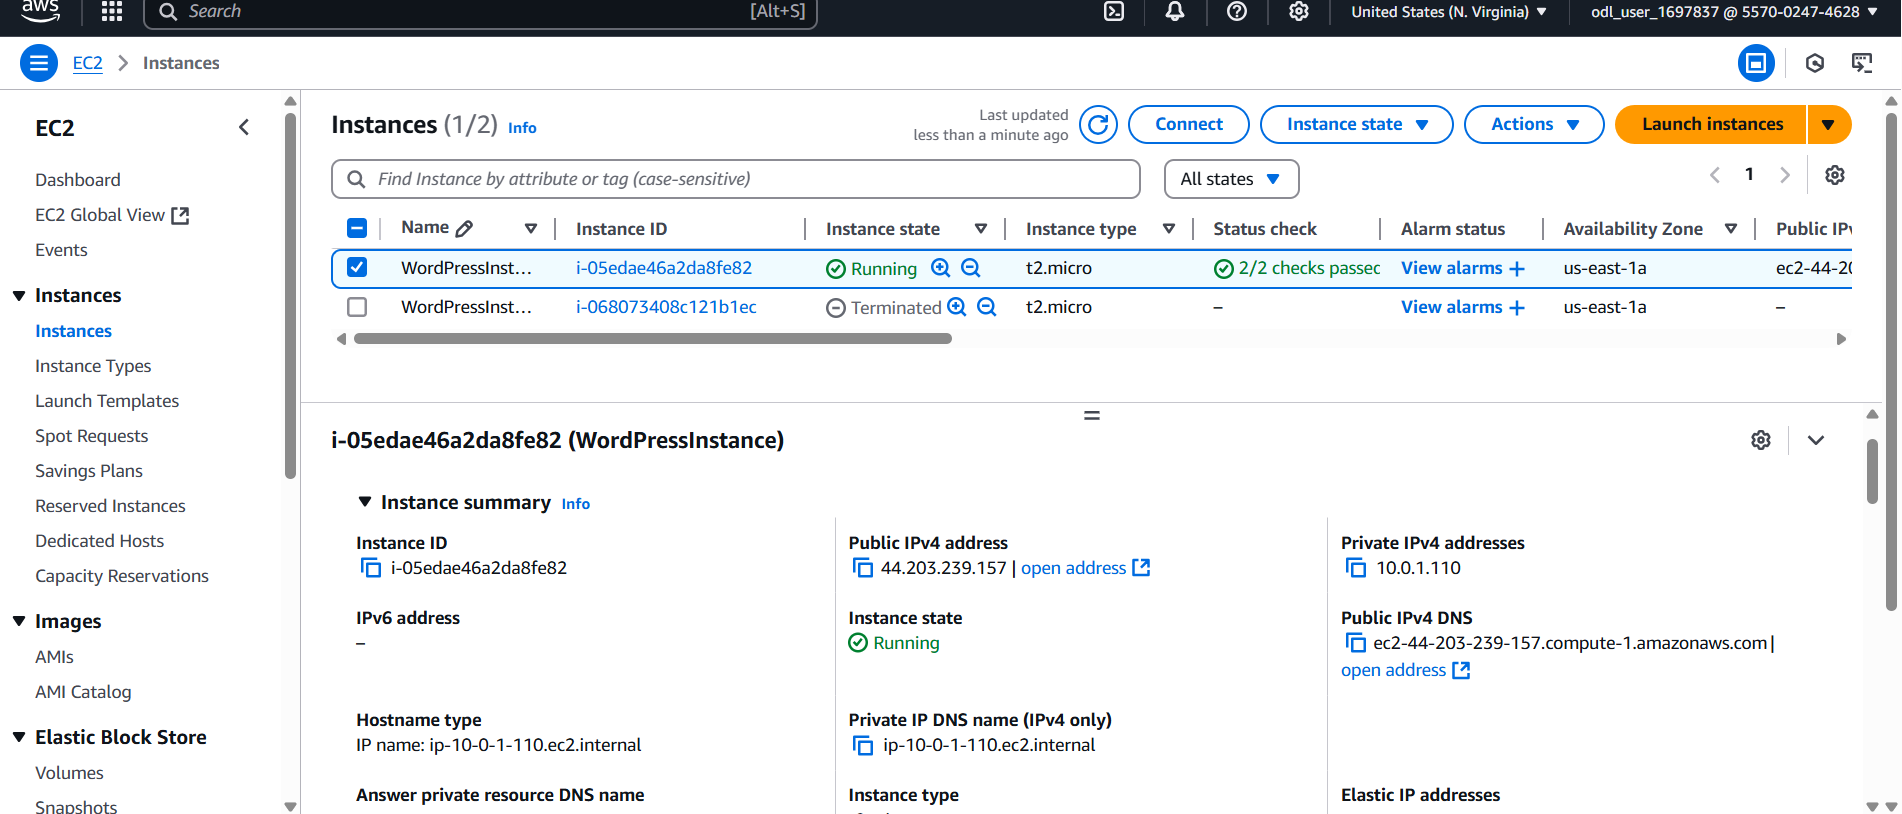 aws
Search
[Alt+S]
United States (N. Virginia)
odl_user_1697837 @ 5570-0247-4628
EC2
Instances
EC2
Dashboard
EC2 Global View
Events
Instances
Instances
Instance Types
Launch Templates
Spot Requests
Savings Plans
Reserved Instances
Dedicated Hosts
Capacity Reservations
Images
AMIs
AMI Catalog
Elastic Block Store
Volumes
Snapshots
Instances (1/2) Info
Last updated
less than a minute ago
Connect
Instance state
Actions
Launch instances
Find Instance by attribute or tag (case-sensitive)
All states
1
Name Instance ID Instance state Instance type Status check Alarm status Availability Zone Public IPv
WordPressInst... i-05edae46a2da8fe82 Running t2.micro 2/2 checks passed View alarms + us-east-1a ec2-44-20
WordPressInst... i-068073408c121b1ec Terminated t2.micro – View alarms + us-east-1a –
i-05edae46a2da8fe82 (WordPressInstance)
Instance summary Info
Instance ID
i-05edae46a2da8fe82
Public IPv4 address
44.203.239.157 | open address
Private IPv4 addresses
10.0.1.110
IPv6 address
–
Instance state
Running
Public IPv4 DNS
ec2-44-203-239-157.compute-1.amazonaws.com |
open address
Hostname type
IP name: ip-10-0-1-110.ec2.internal
Private IP DNS name (IPv4 only)
ip-10-0-1-110.ec2.internal
Answer private resource DNS name
Instance type
Elastic IP addresses